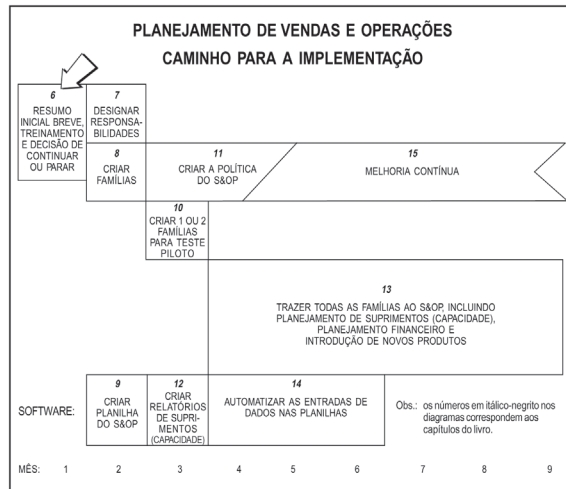 PLANEJAMENTO DE VENDAS E OPERAÇÕES
CAMINHO PARA A IMPLEMENTAÇÃO
6
RESUMO
INICIAL BREVE,
TREINAMENTO
E DECISÃO DE
CONTINUAR
OU PARAR
7
DESIGNAR
RESPONSA-
BILIDADES
8
CRIAR
FAMÍLIAS
11
CRIAR A POLÍTICA
DO S&OP
15
MELHORIA CONTÍNUA
10
CRIAR 1 OU 2
FAMÍLIAS
PARA TESTE
PILOTO
13
TRAZER TODAS AS FAMÍLIAS AO S&OP, INCLUINDO
PLANEJAMENTO DE SUPRIMENTOS (CAPACIDADE),
PLANEJAMENTO FINANCEIRO E
INTRODUÇÃO DE NOVOS PRODUTOS
SOFTWARE:
9
CRIAR
PLANILHA
DO S&OP
12
CRIAR
RELATÓRIOS
DE SUPRI-
MENTOS
(CAPACIDADE)
14
AUTOMATIZAR AS ENTRADAS DE
DADOS NAS PLANILHAS
Obs.: os números em itálico-negrito nos
diagramas correspondem aos
capítulos do livro.
MÊS: 1 2 3 4 5 6 7 8 9